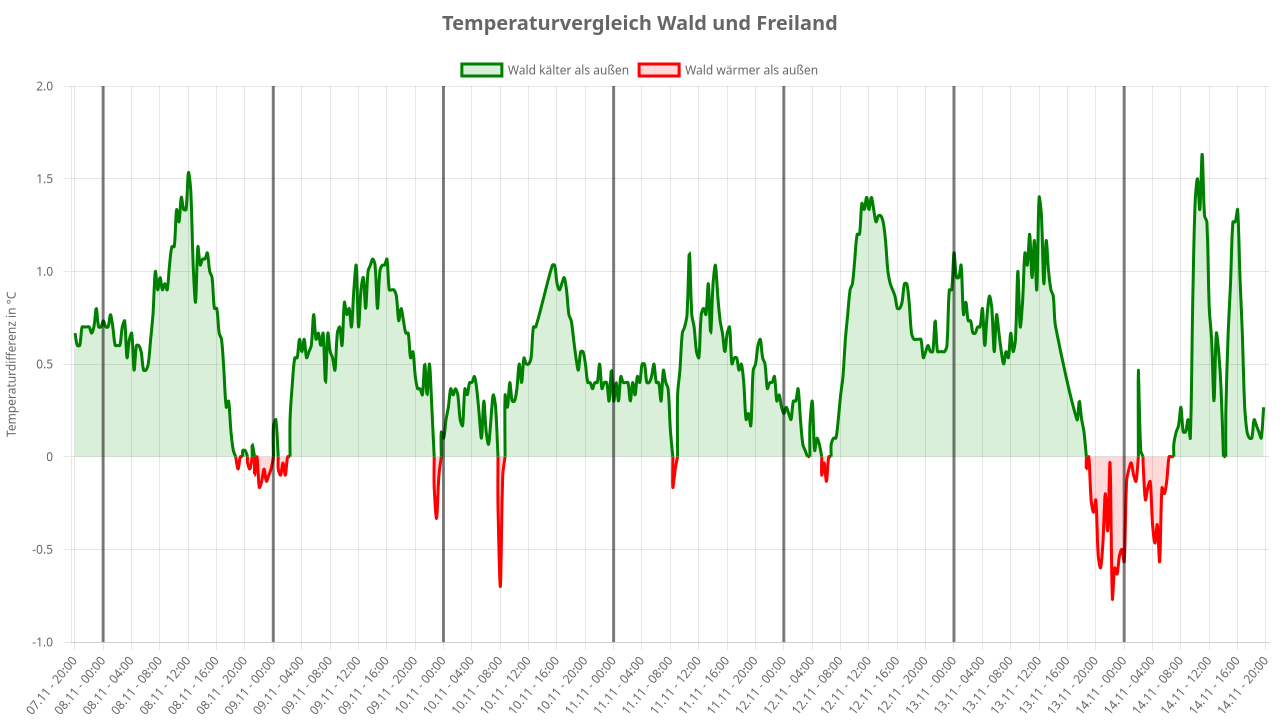 Temperaturvergleich Wald und Freiland
Wald kälter als außen Wald wärmer als außen
Temperaturdifferenz in °C
2.0
1.5
1.0
0.5
0
-0.5
-1.0
07.11 - 20:00
08.11 - 00:00
08.11 - 04:00
08.11 - 08:00
08.11 - 12:00
08.11 - 16:00
08.11 - 20:00
09.11 - 00:00
09.11 - 04:00
09.11 - 08:00
09.11 - 12:00
09.11 - 16:00
09.11 - 20:00
10.11 - 00:00
10.11 - 04:00
10.11 - 08:00
10.11 - 12:00
10.11 - 16:00
10.11 - 20:00
11.11 - 00:00
11.11 - 04:00
11.11 - 08:00
11.11 - 12:00
11.11 - 16:00
11.11 - 20:00
12.11 - 00:00
12.11 - 04:00
12.11 - 08:00
12.11 - 12:00
12.11 - 16:00
12.11 - 20:00
13.11 - 00:00
13.11 - 04:00
13.11 - 08:00
13.11 - 12:00
13.11 - 16:00
13.11 - 20:00
14.11 - 00:00
14.11 - 04:00
14.11 - 08:00
14.11 - 12:00
14.11 - 16:00
14.11 - 20:00